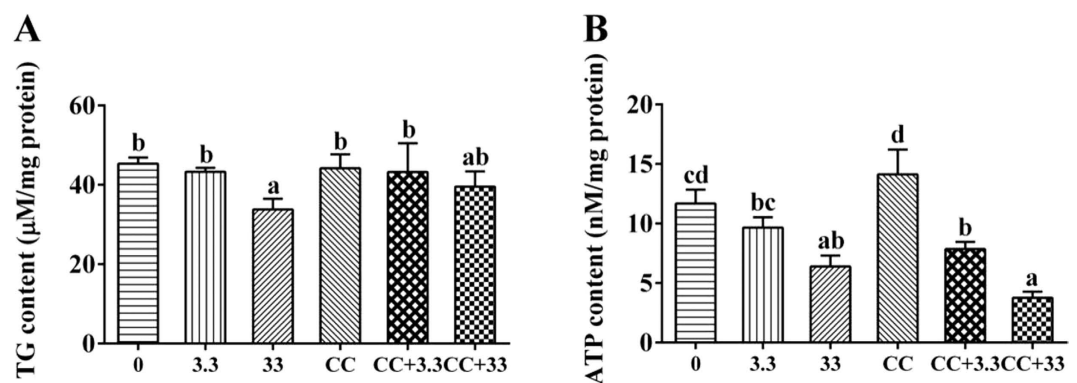 A
TG content (μM/mg protein)
60
40
20
0
b
b
a
b
b
ab
0 3.3 33 CC CC+3.3 CC+33
B
ATP content (nM/mg protein)
20
15
10
5
0
cd
bc
ab
d
b
a
0 3.3 33 CC CC+3.3 CC+33